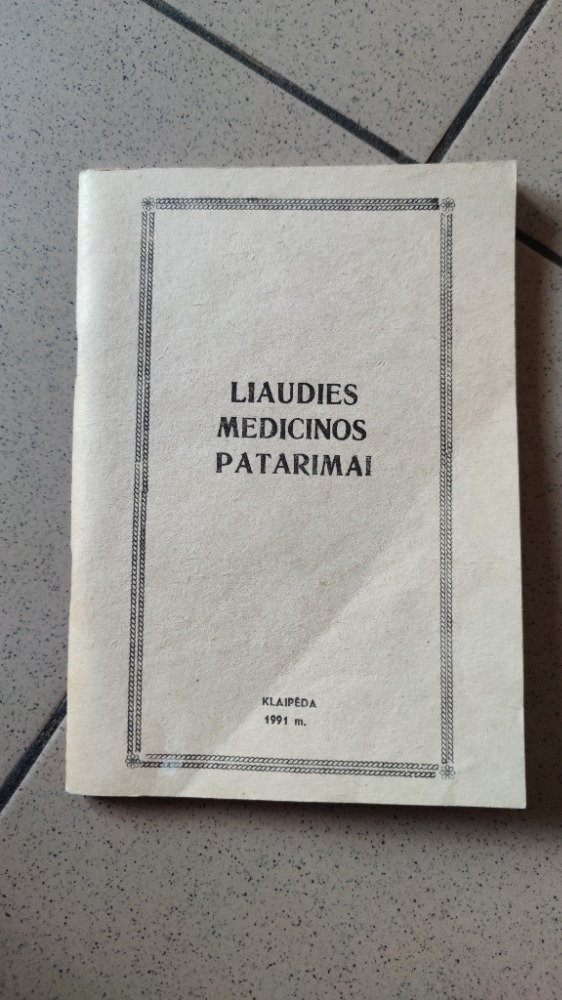 LIAUDIES
MEDICINOS
PATARIMAI
KLAIPĖDA
1991 m.